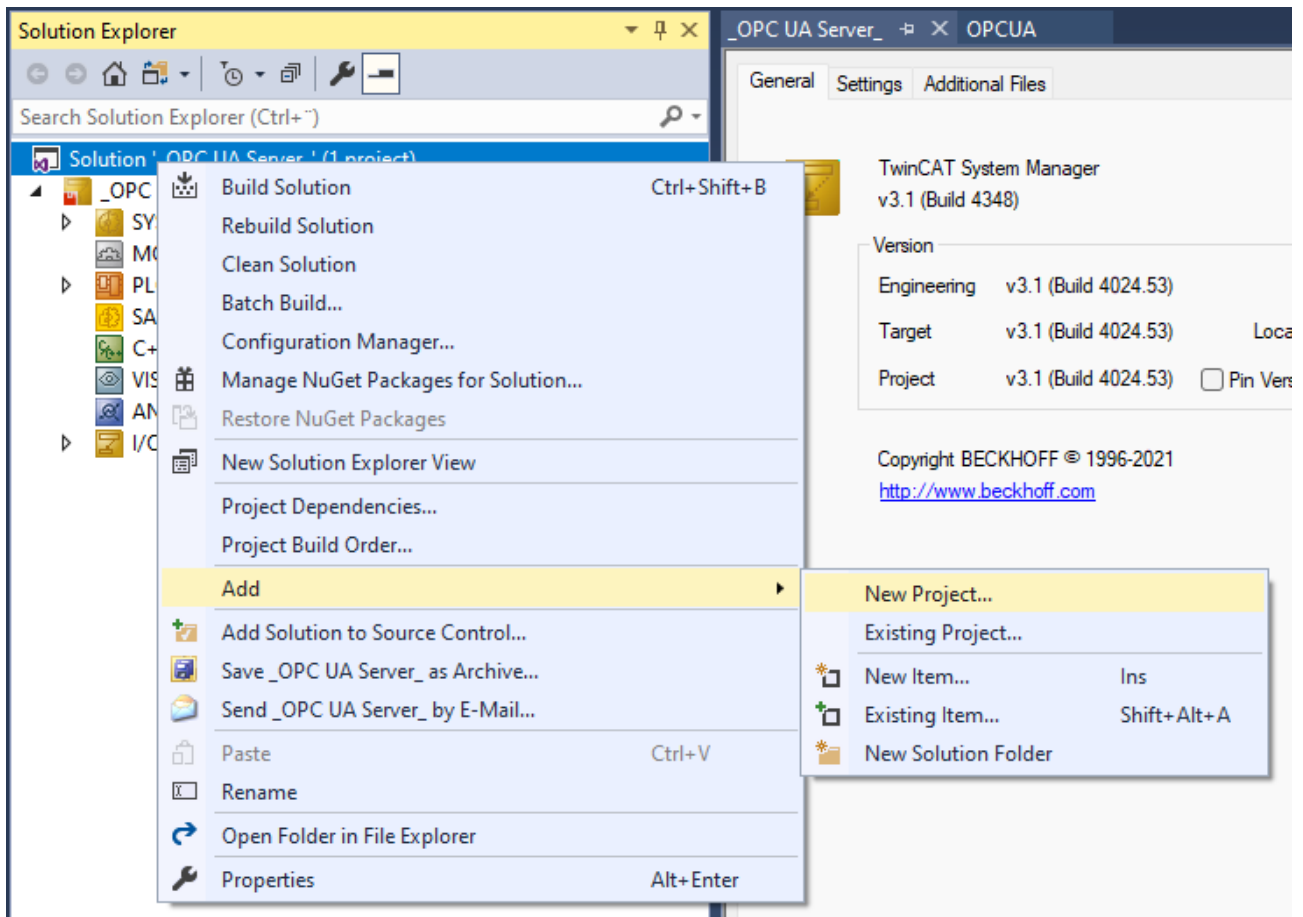 Solution Explorer
Search Solution Explorer (Ctrl+¨)
Solution '_OPC UA Server_' (1 project)
_OPC
SY
MO
PL
SA
C+
VIS
AN
I/O
Build Solution Ctrl+Shift+B
Rebuild Solution
Clean Solution
Batch Build...
Configuration Manager...
Manage NuGet Packages for Solution...
Restore NuGet Packages
New Solution Explorer View
Project Dependencies...
Project Build Order...
Add
Add Solution to Source Control...
Save _OPC UA Server_ as Archive...
Send _OPC UA Server_ by E-Mail...
Paste Ctrl+V
Rename
Open Folder in File Explorer
Properties Alt+Enter
New Project...
Existing Project...
New Item... Ins
Existing Item... Shift+Alt+A
New Solution Folder
_OPC UA Server_ OPCUA
General Settings Additional Files
TwinCAT System Manager
v3.1 (Build 4348)
Version
Engineering v3.1 (Build 4024.53)
Target v3.1 (Build 4024.53) Loca
Project v3.1 (Build 4024.53) Pin Vers
Copyright BECKHOFF © 1996-2021
http://www.beckhoff.com